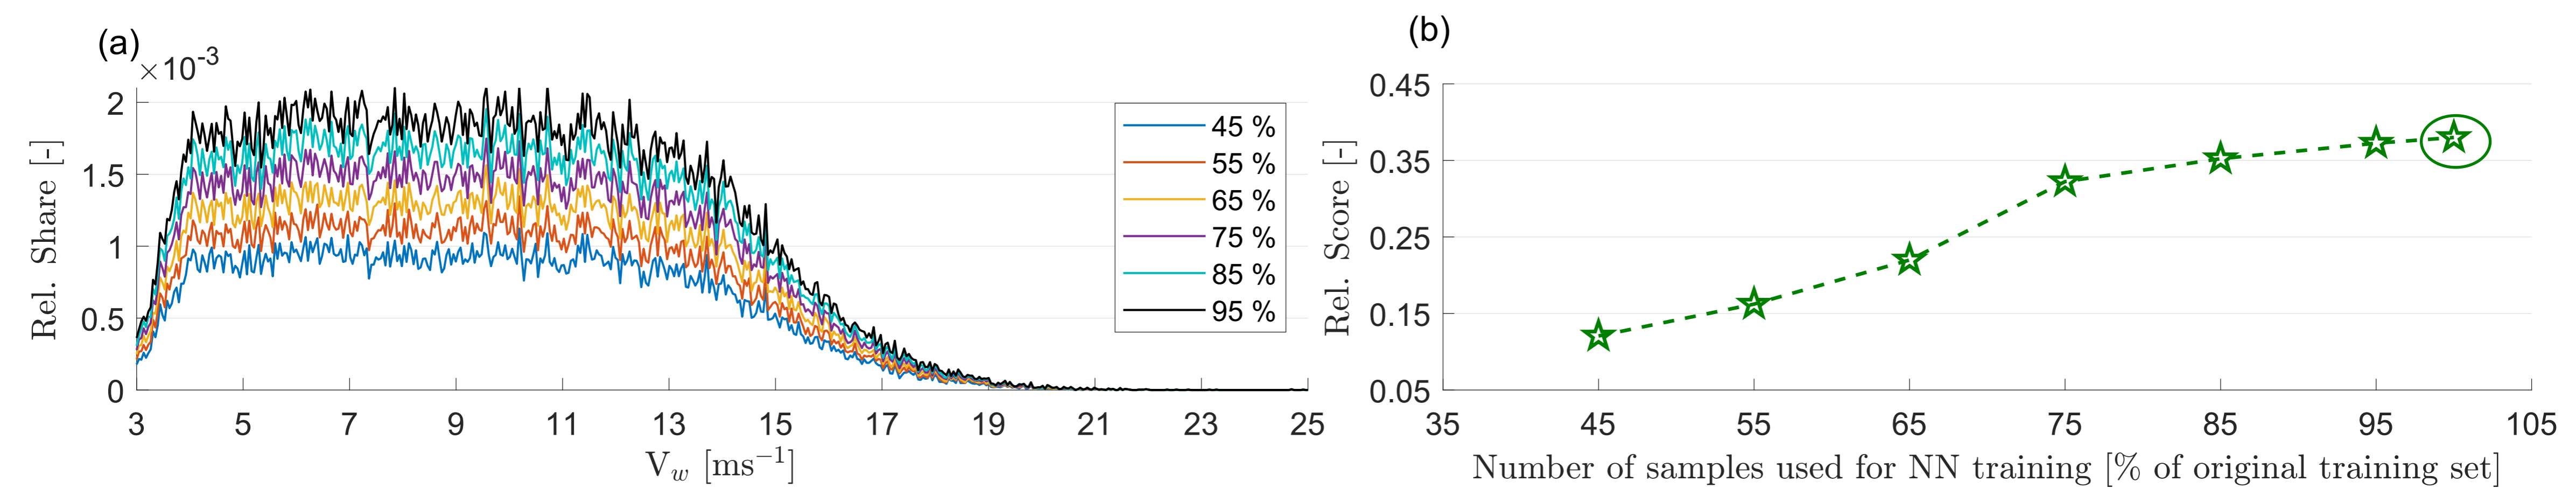 (a)
×10⁻³
2
1.5
1
0.5
0
Rel. Share [-]
3 5 7 9 11 13 15 17 19 21 23 25
V_w [ms⁻¹]
45 %
55 %
65 %
75 %
85 %
95 %
(b)
0.45
0.35
0.25
0.15
0.05
Rel. Score [-]
35 45 55 65 75 85 95 105
Number of samples used for NN training [% of original training set]